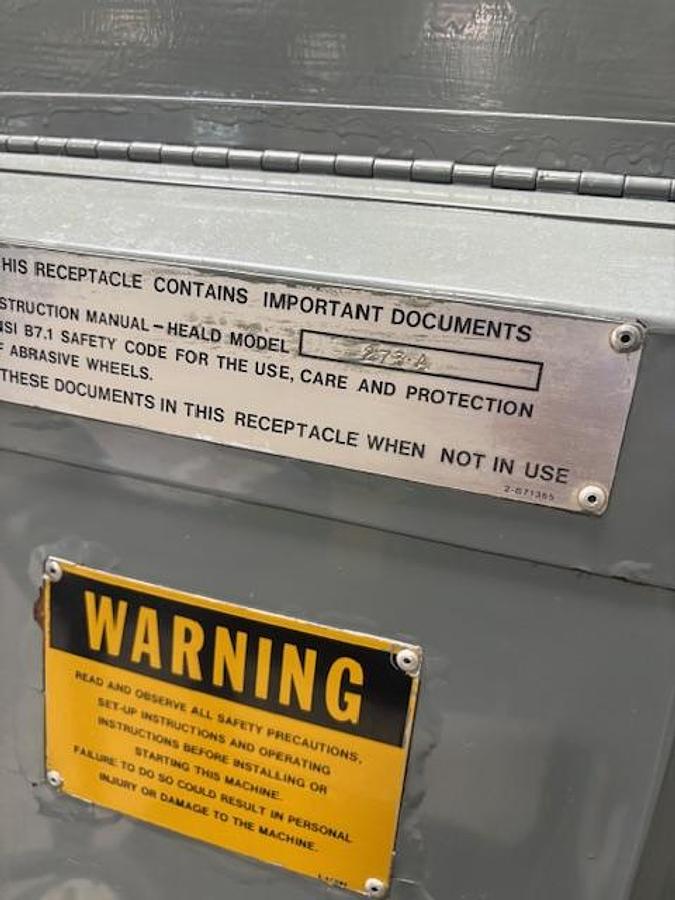 HIS RECEPTACLE CONTAINS IMPORTANT DOCUMENTS
STRUCTION MANUAL – HEALD MODEL 273-A
NSI B7.1 SAFETY CODE FOR THE USE, CARE AND PROTECTION
F ABRASIVE WHEELS.
THESE DOCUMENTS IN THIS RECEPTACLE WHEN NOT IN USE
2-671365
WARNING
READ AND OBSERVE ALL SAFETY PRECAUTIONS,
SET-UP INSTRUCTIONS AND OPERATING
INSTRUCTIONS BEFORE INSTALLING OR
STARTING THIS MACHINE.
FAILURE TO DO SO COULD RESULT IN PERSONAL
INJURY OR DAMAGE TO THE MACHINE.